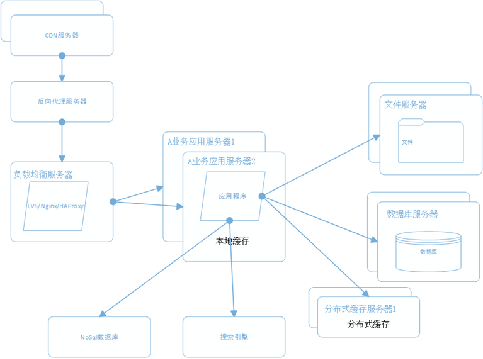 CDN服务器
反向代理服务器
负载均衡服务器
LVS/Nginx/HAProxy
A业务应用服务器1
A业务应用服务器2
应用程序
本地缓存
文件服务器
文件
数据库服务器
数据库
分布式缓存服务器1
分布式缓存
NoSql数据库
搜索引擎